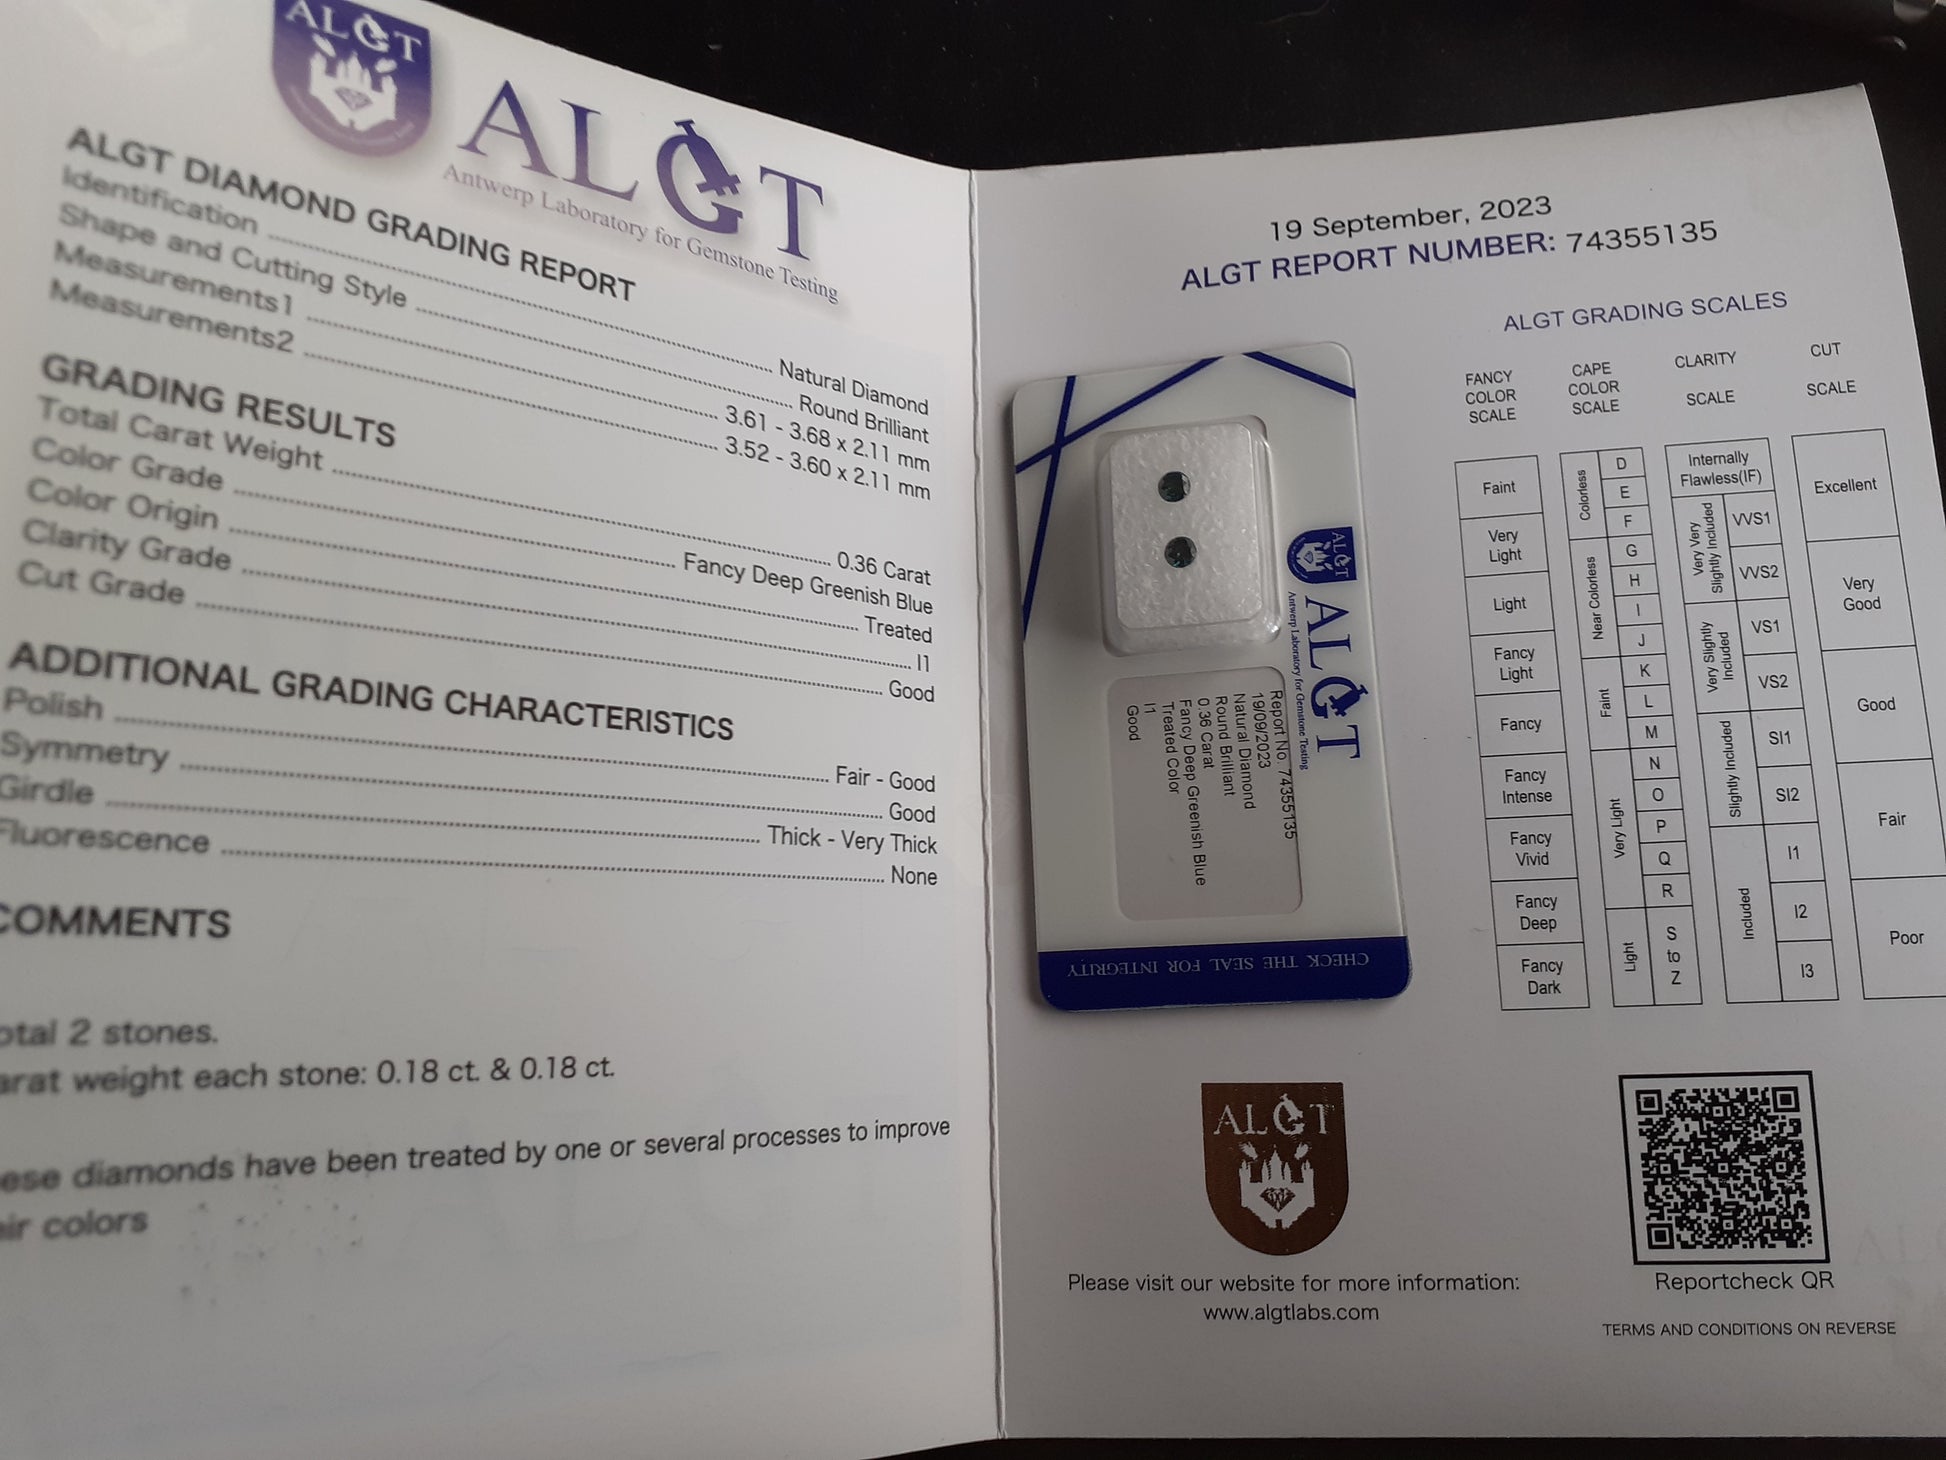 ALGT
ALGT
Antwerp Laboratory for Gemstone Testing
ALGT DIAMOND GRADING REPORT
Identification ........ Natural Diamond
Shape and Cutting Style ........ Round Brilliant
Measurements1 ........ 3.61 - 3.68 x 2.11 mm
Measurements2 ........ 3.52 - 3.60 x 2.11 mm
GRADING RESULTS
Total Carat Weight ........ 0.36 Carat
Color Grade ........ Fancy Deep Greenish Blue
Color Origin ........ Treated
Clarity Grade ........ I1
Cut Grade ........ Good
ADDITIONAL GRADING CHARACTERISTICS
Polish ........ Fair - Good
Symmetry ........ Good
Girdle ........ Thick - Very Thick
Fluorescence ........ None
COMMENTS
otal 2 stones.
arat weight each stone: 0.18 ct. & 0.18 ct.
ese diamonds have been treated by one or several processes to improve
eir colors
19 September, 2023
ALGT REPORT NUMBER: 74355135
ALGT GRADING SCALES
FANCY COLOR SCALE
Faint
Very Light
Light
Fancy Light
Fancy
Fancy Intense
Fancy Vivid
Fancy Deep
Fancy Dark
CAPE COLOR SCALE
Colorless
D
E
F
Near Colorless
G
H
I
J
Faint
K
L
M
Very Light
N
O
P
Q
R
Light
S to Z
CLARITY SCALE
Internally Flawless(IF)
Very Very Slightly Included
VVS1
VVS2
Very Slightly Included
VS1
VS2
Slightly Included
SI1
SI2
Included
I1
I2
I3
CUT SCALE
Excellent
Very Good
Good
Fair
Poor
ALGT
ALGT
Antwerp Laboratory for Gemstone Testing
Report No. 74355135
19/09/2023
Natural Diamond
Round Brilliant
0.36 Carat
Fancy Deep Greenish Blue
Treated Color
I1
Good
CHECK THE SEAL FOR INTEGRITY
ALGT
Please visit our website for more information:
www.algtlabs.com
Reportcheck QR
TERMS AND CONDITIONS ON REVERSE